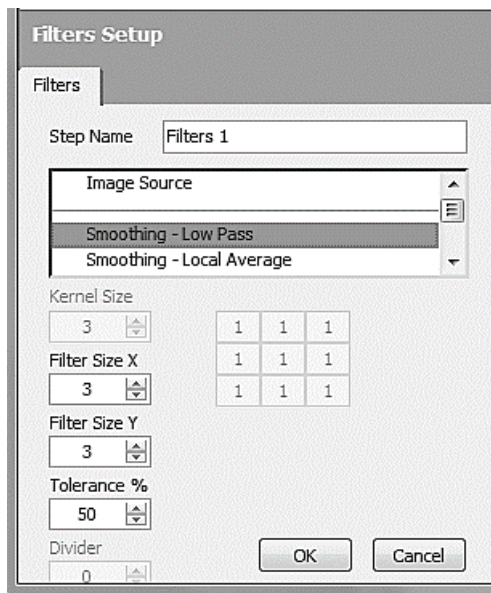 Filters Setup
Filters
Step Name Filters 1
Image Source
Smoothing - Low Pass
Smoothing - Local Average
Kernel Size
3
1 1 1
Filter Size X
1 1 1
3
1 1 1
Filter Size Y
3
Tolerance %
50
Divider
OK Cancel
0